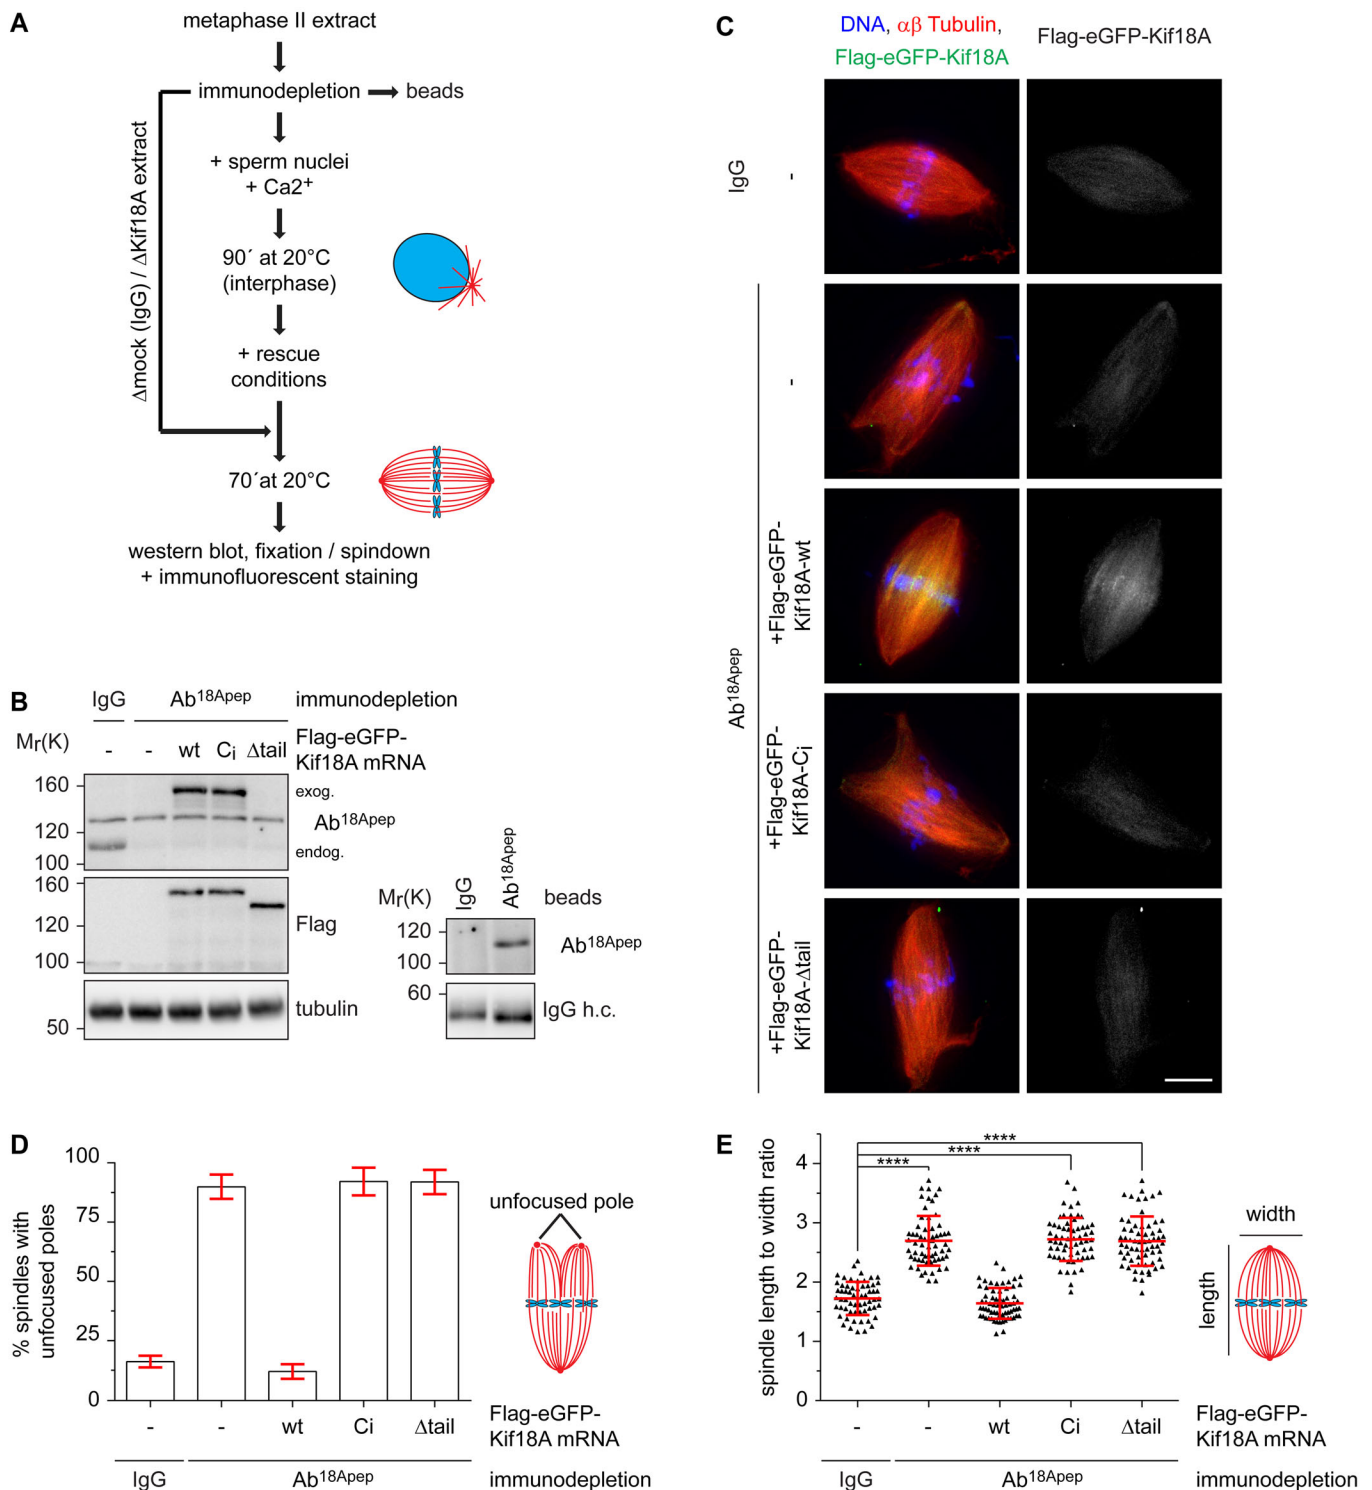 A
metaphase II extract
immunodepletion
beads
+ sperm nuclei
+ Ca2+
90´ at 20°C
(interphase)
+ rescue
conditions
Δmock (IgG) / ΔKif18A extract
70´at 20°C
western blot, fixation / spindown
+ immunofluorescent staining
B
IgG
Ab18Apep
immunodepletion
Mr(K)
-
-
wt
Ci
Δtail
Flag-eGFP-
Kif18A mRNA
160
120
100
exog.
Ab18Apep
endog.
160
120
100
Flag
50
tubulin
Mr(K)
IgG
Ab18Apep
beads
120
100
Ab18Apep
60
IgG h.c.
C
DNA, αβ Tubulin,
Flag-eGFP-Kif18A
Flag-eGFP-Kif18A
IgG
-
Ab18Apep
-
+Flag-eGFP-
Kif18A-wt
+Flag-eGFP-
Kif18A-Ci
+Flag-eGFP-
Kif18A-Δtail
D
% spindles with
unfocused poles
100
75
50
25
0
-
-
wt
Ci
Δtail
Flag-eGFP-
Kif18A mRNA
IgG
Ab18Apep
immunodepletion
unfocused pole
E
spindle length to width ratio
4
3
2
1
0
****
****
****
-
-
wt
Ci
Δtail
Flag-eGFP-
Kif18A mRNA
IgG
Ab18Apep
immunodepletion
width
length